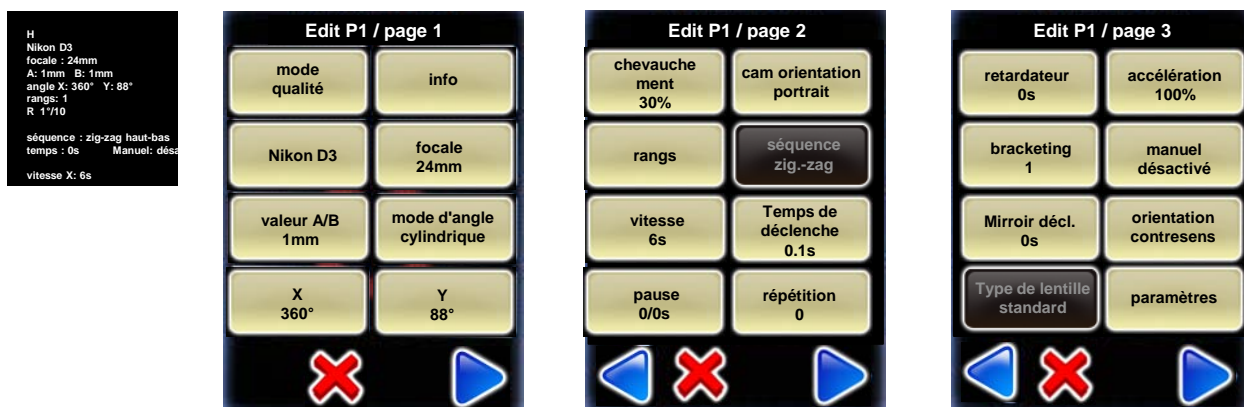 H
Nikon D3
focale : 24mm
A: 1mm B: 1mm
angle X: 360° Y: 88°
rangs: 1
R 1°/10
séquence : zig-zag haut-bas
temps : 0s Manuel: désa
vitesse X: 6s
Edit P1 / page 1
mode
qualité
info
Nikon D3
focale
24mm
valeur A/B
1mm
mode d'angle
cylindrique
X
360°
Y
88°
Edit P1 / page 2
chevauche
ment
30%
cam orientation
portrait
rangs
séquence
zig.-zag
vitesse
6s
Temps de
déclenche
0.1s
pause
0/0s
répétition
0
Edit P1 / page 3
retardateur
0s
accélération
100%
bracketing
1
manuel
désactivé
Mirroir décl.
0s
orientation
contresens
Type de lentille
standard
paramètres